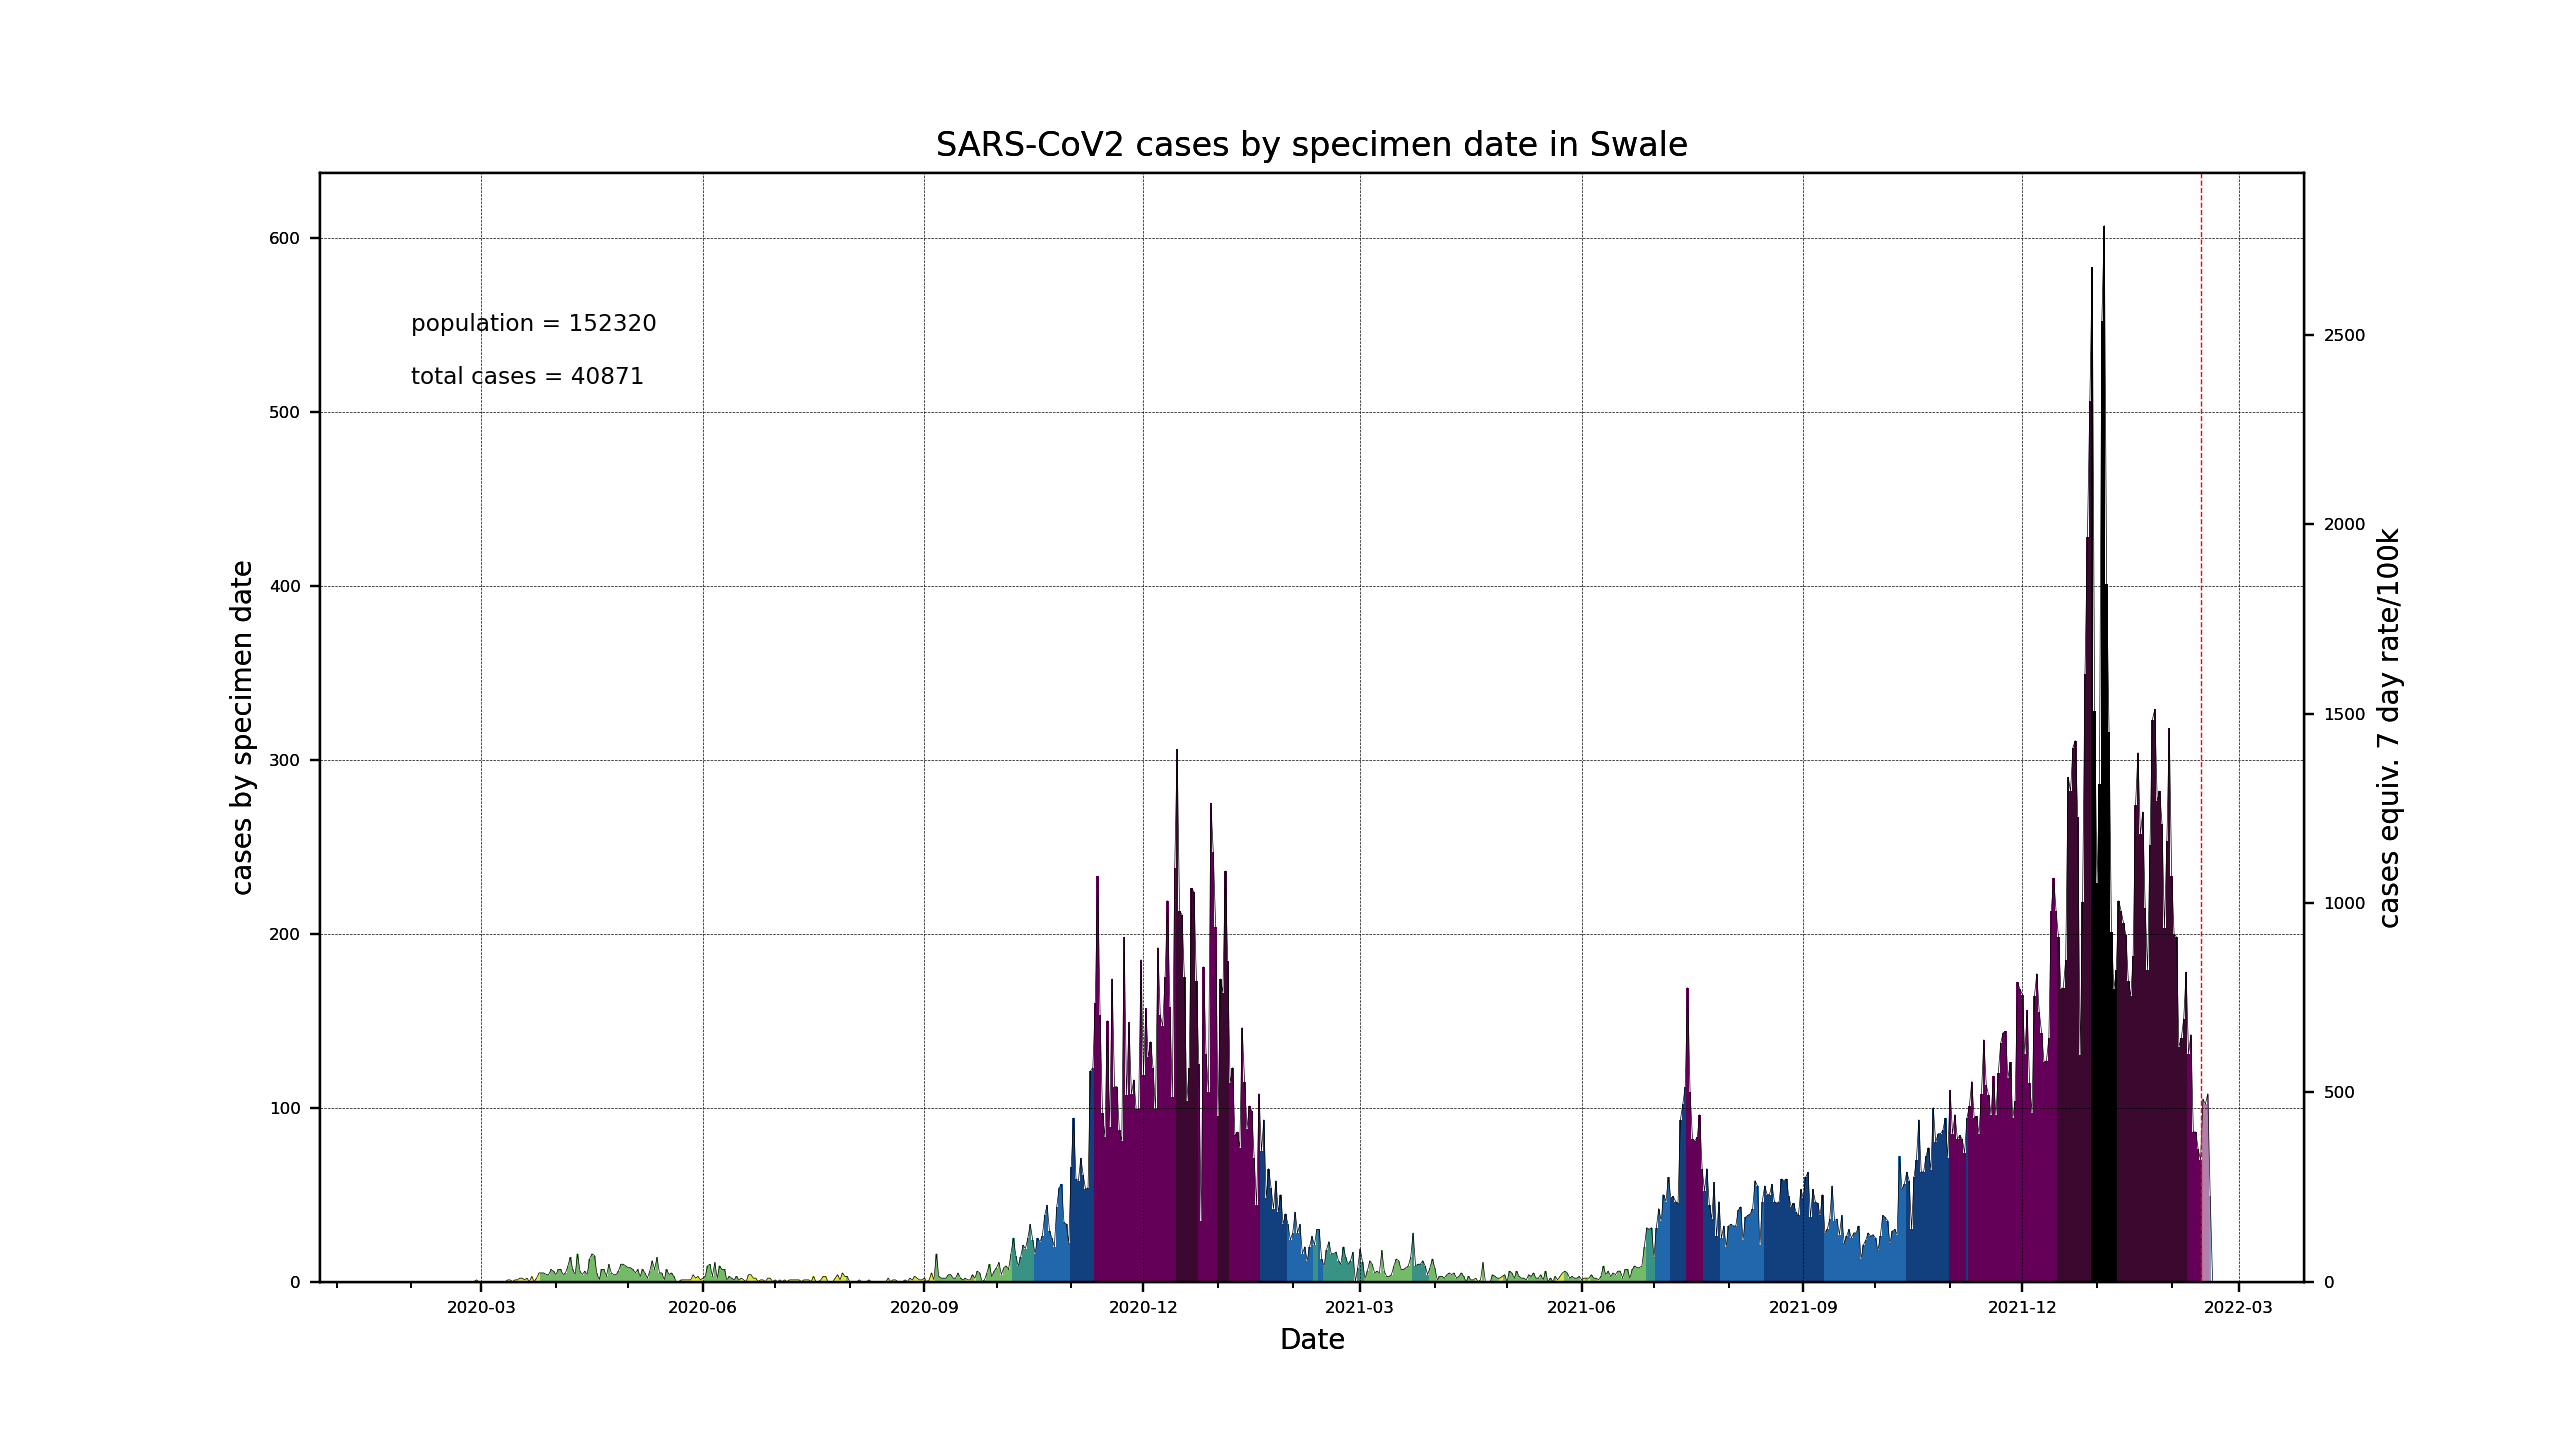 SARS-CoV2 cases by specimen date in Swale
population = 152320
total cases = 40871
cases by specimen date
600
500
400
300
200
100
0
2500
2000
1500
1000
500
0
cases equiv. 7 day rate/100k
2020-03 2020-06 2020-09 2020-12 2021-03 2021-06 2021-09 2021-12 2022-03
Date